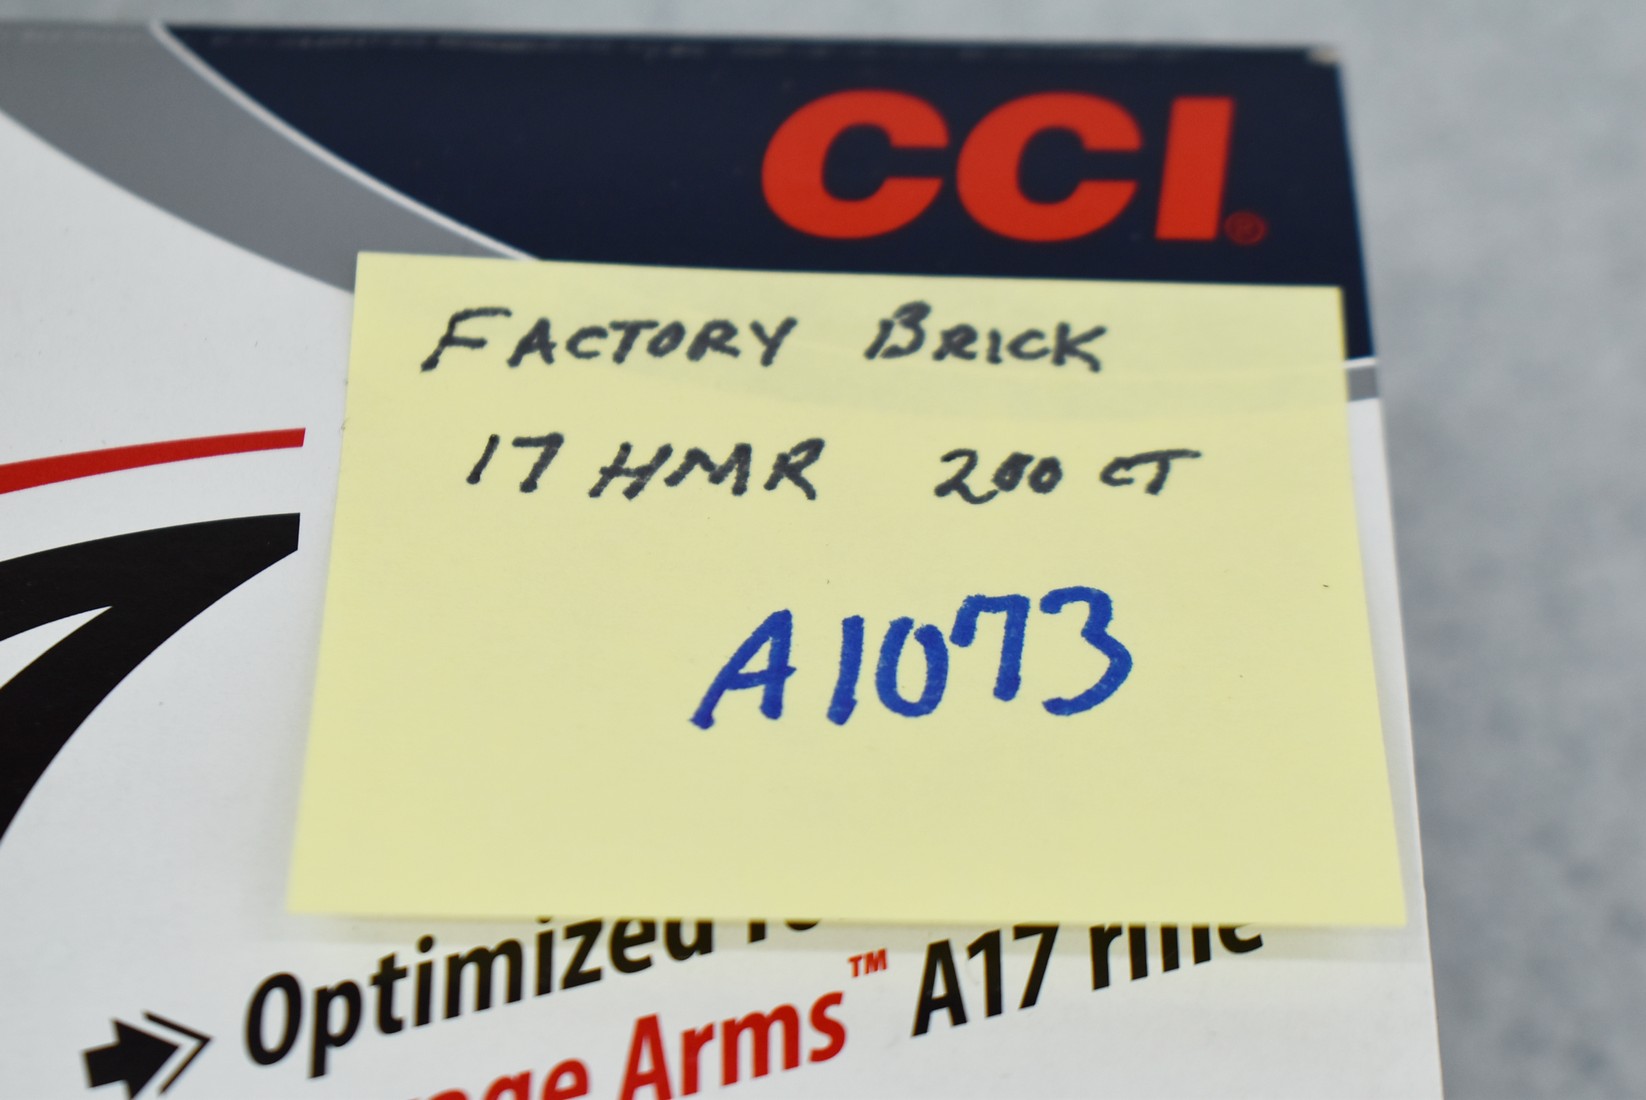 CCI®
FACTORY BRICK
17 HMR 200 CT
A1073
Optimized
Arms™ A17 rifle